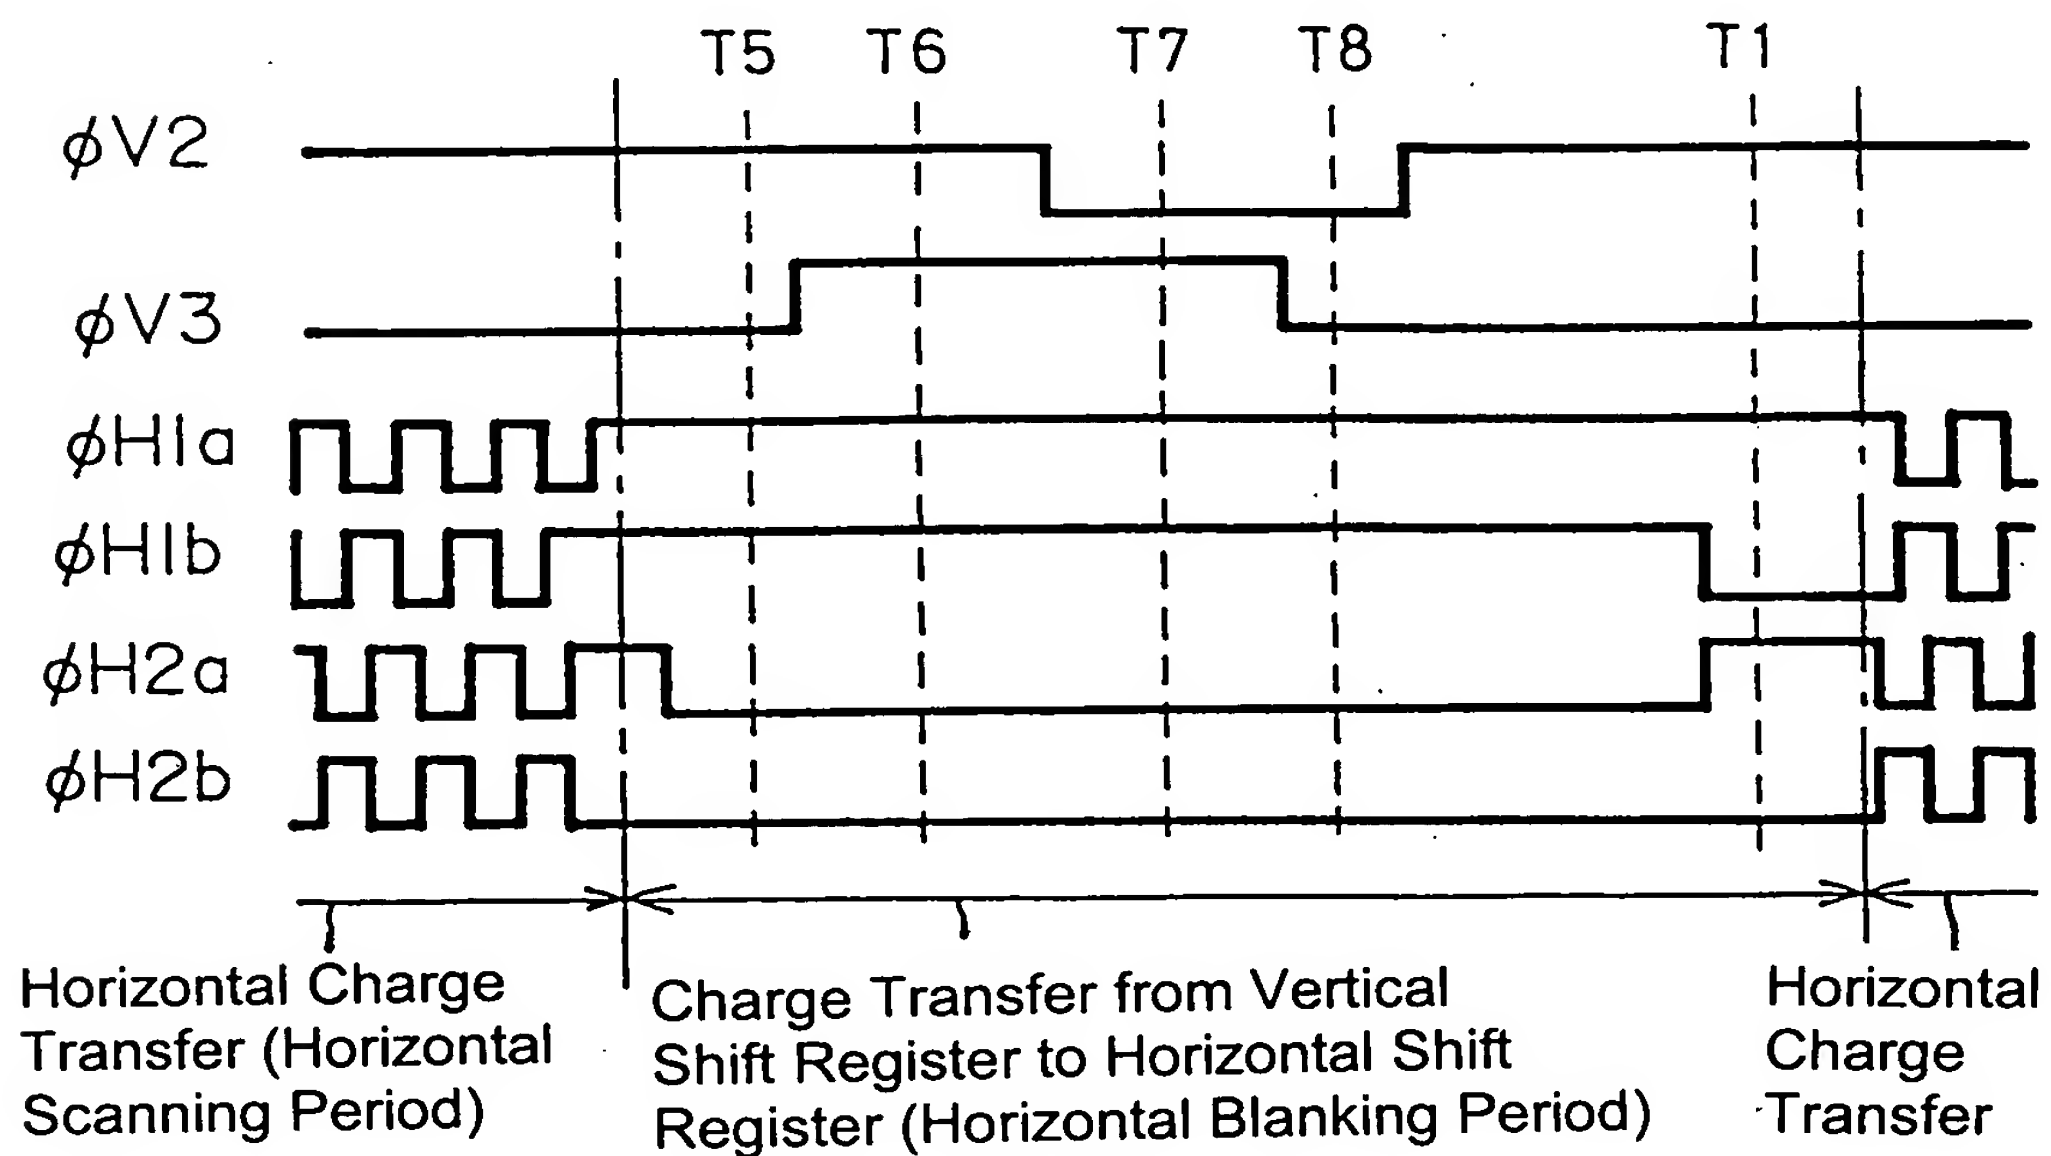 T5 T6 T7 T8 T1
φV2
φV3
φH1a
φH1b
φH2a
φH2b
Horizontal Charge
Transfer (Horizontal
Scanning Period)
Charge Transfer from Vertical
Shift Register to Horizontal Shift
Register (Horizontal Blanking Period)
Horizontal
Charge
Transfer